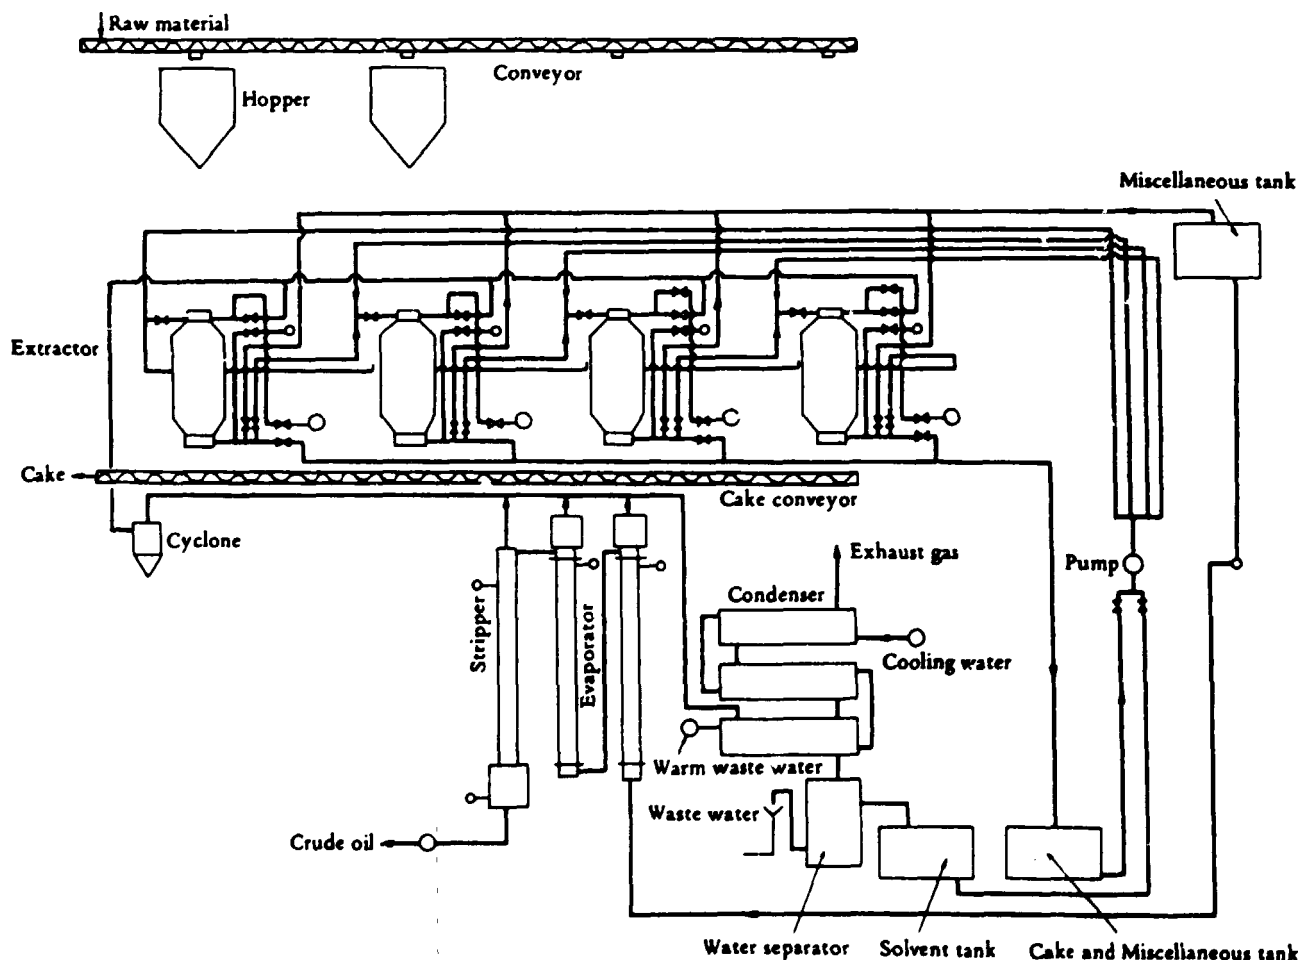 Raw material
Conveyor
Hopper
Miscellaneous tank
Extractor
Cake
Cake conveyor
Cyclone
Exhaust gas
Pump
Condenser
Stripper
Evaporator
Cooling water
Warm waste water
Waste water
Crude oil
Water separator
Solvent tank
Cake and Miscellaneous tank